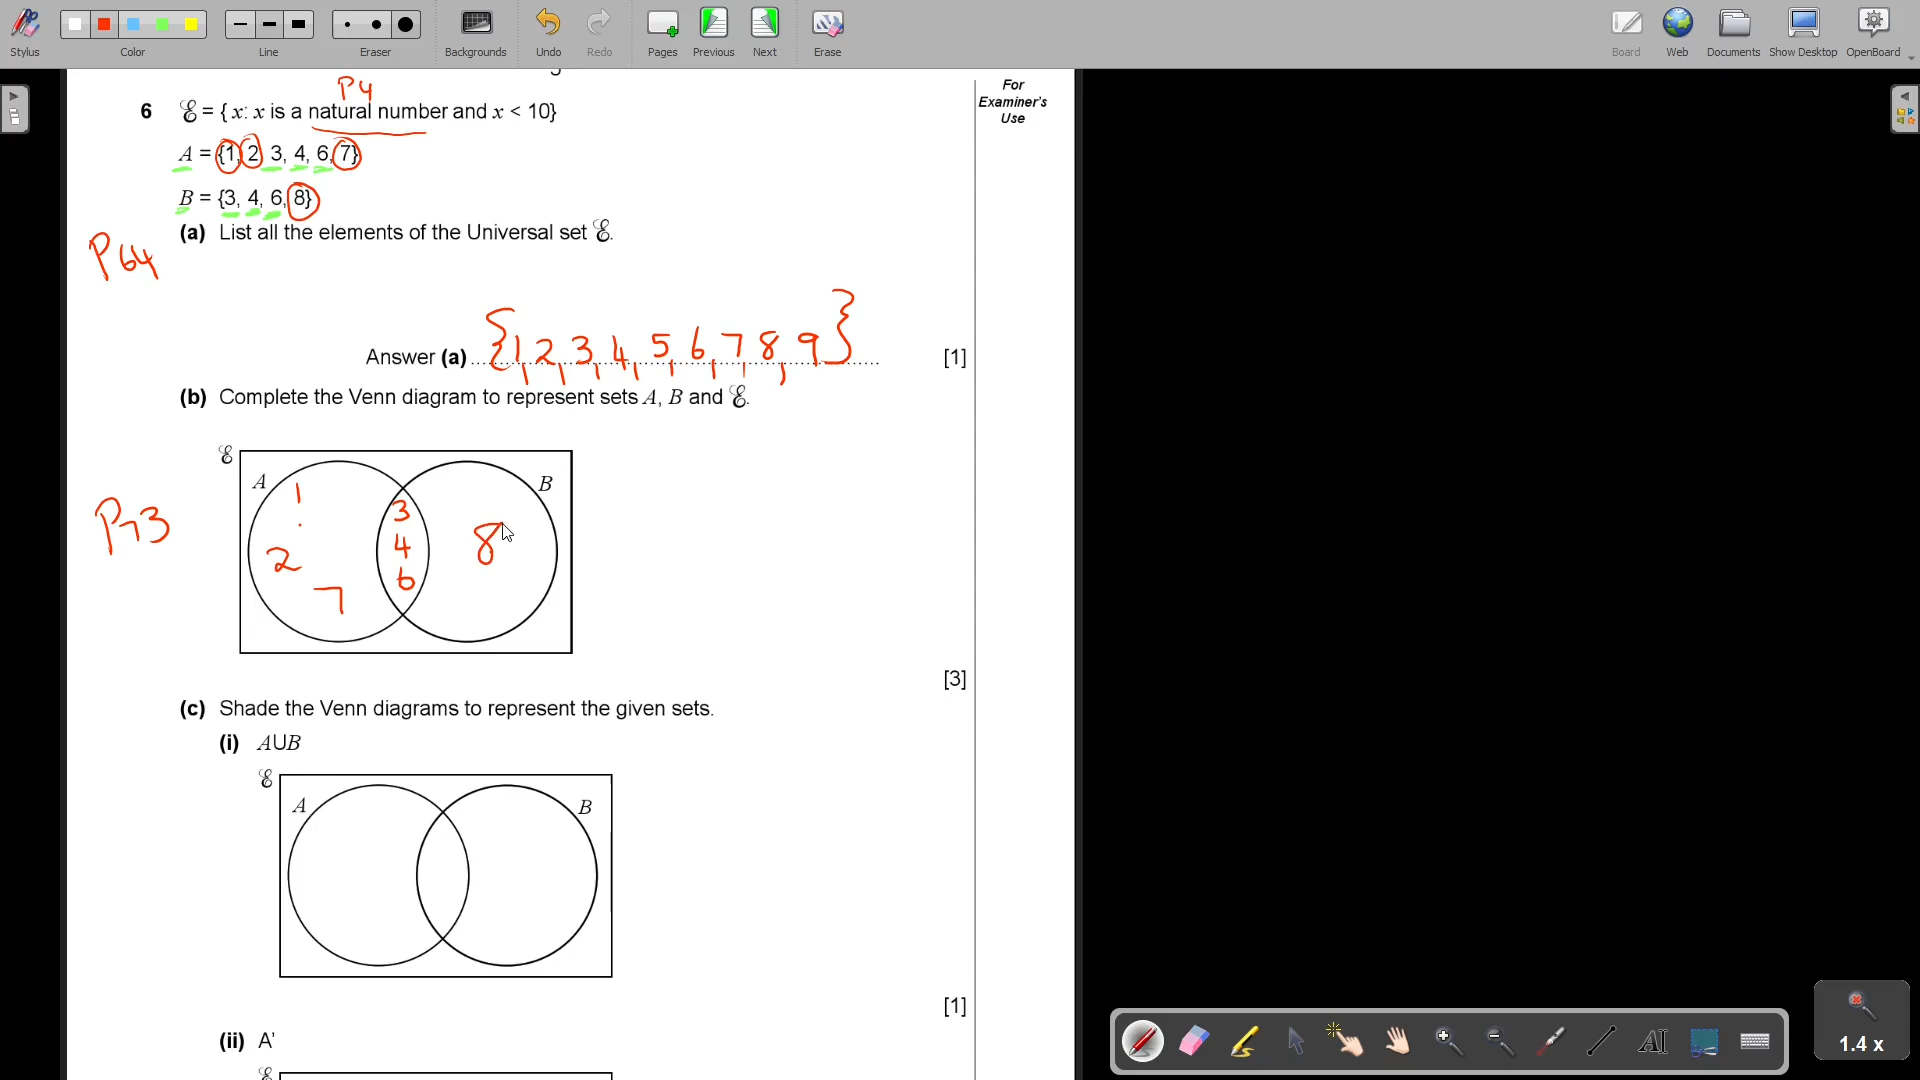 Stylus Color Line Eraser Backgrounds Undo Redo Pages Previous Next Erase Board Web Documents Show Desktop OpenBoard
For
Examiner's
Use
P4
6 ℰ = { x: x is a natural number and x < 10}
A = {1, 2, 3, 4, 6, 7}
B = {3, 4, 6, 8}
(a) List all the elements of the Universal set ℰ.
P64
Answer (a) {1, 2, 3, 4, 5, 6, 7, 8, 9} [1]
(b) Complete the Venn diagram to represent sets A, B and ℰ.
ℰ
A B
1
3
P73
2 4 8
7 6
[3]
(c) Shade the Venn diagrams to represent the given sets.
(i) A∪B
ℰ
A B
[1]
(ii) A'
ℰ
1.4 x